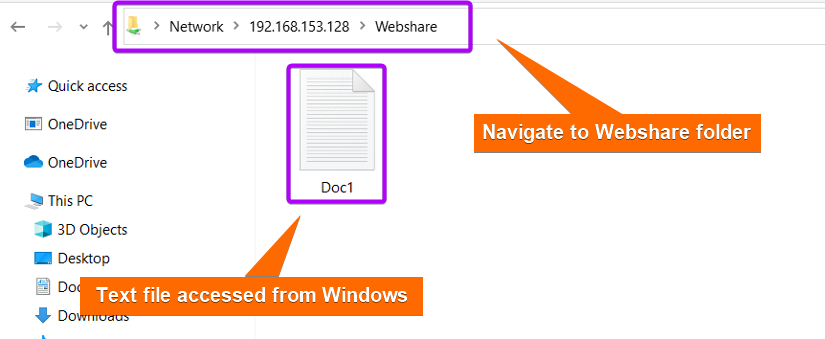 Network > 192.168.153.128 > Webshare
Quick access
OneDrive
OneDrive
This PC
3D Objects
Desktop
Doc
Downloads
Doc1
Navigate to Webshare folder
Text file accessed from Windows